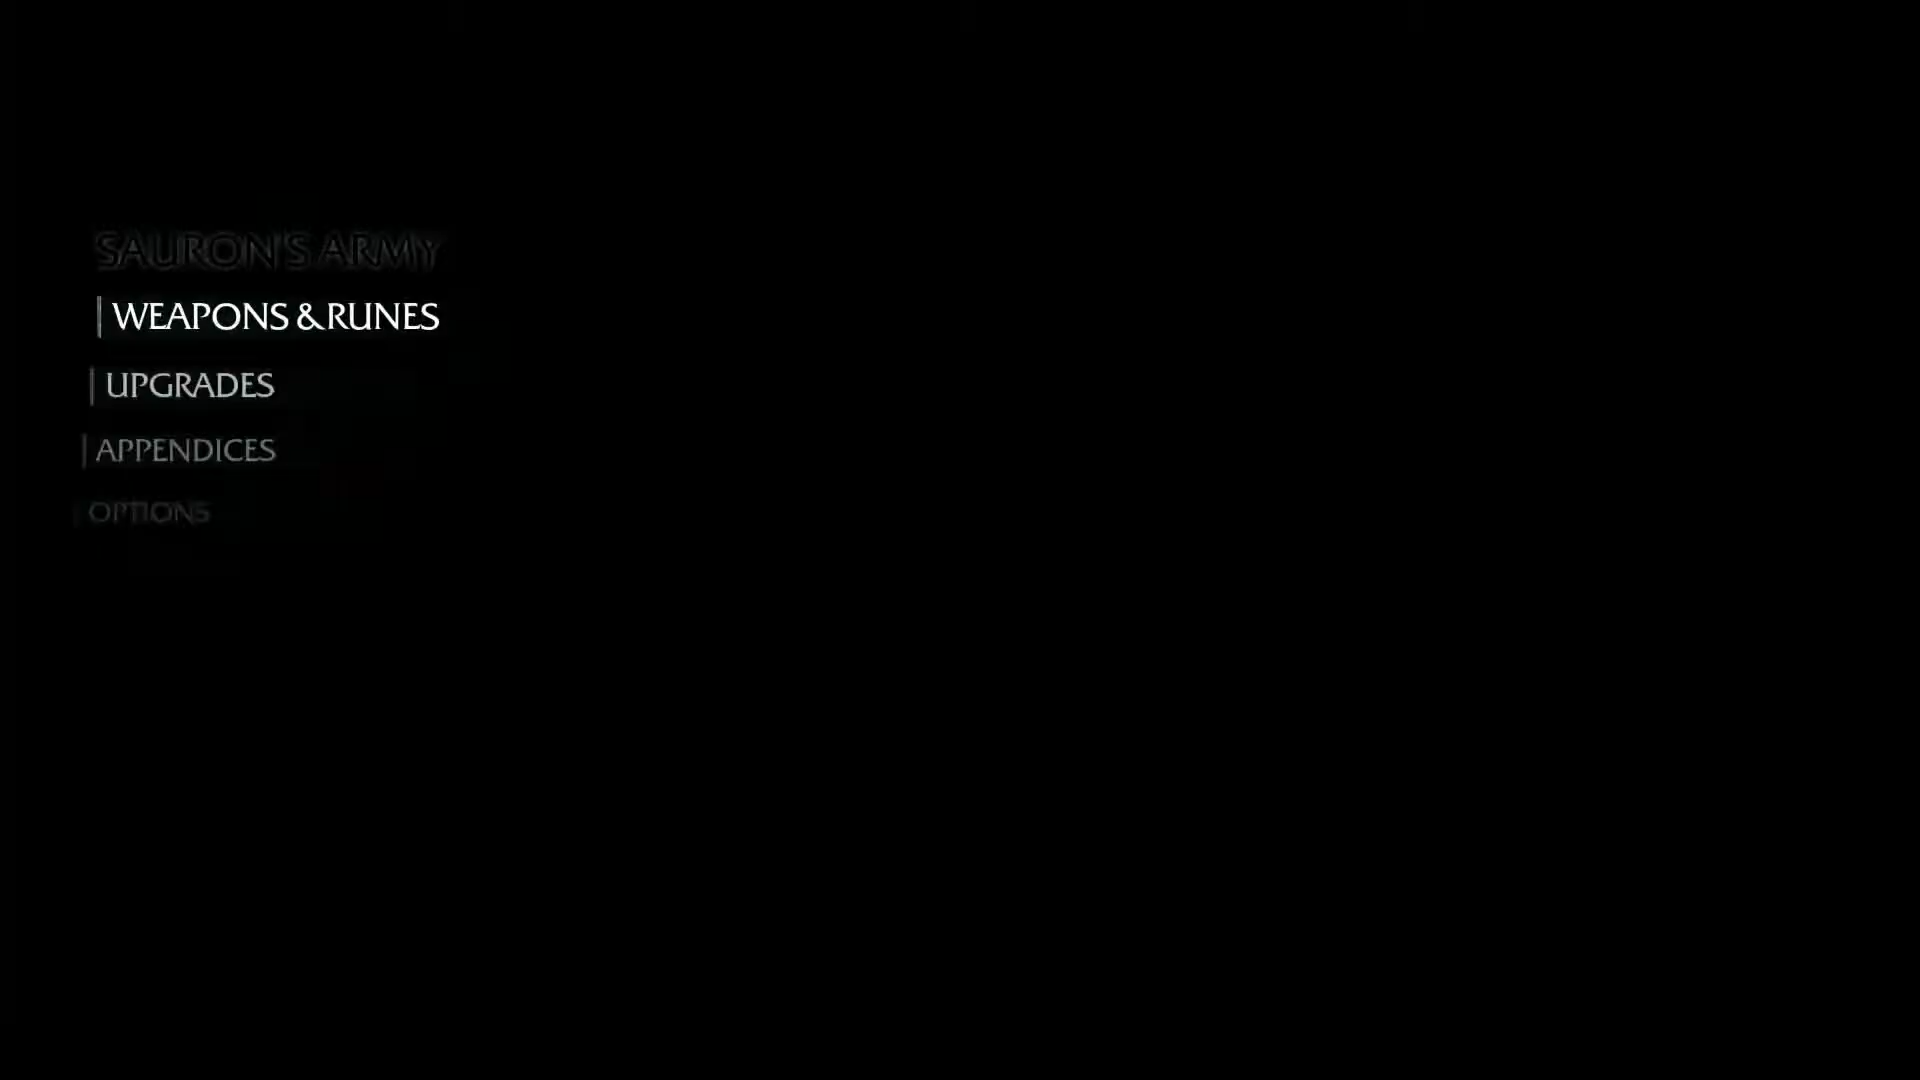 SAURON'S ARMY
WEAPONS & RUNES
UPGRADES
APPENDICES
OPTIONS